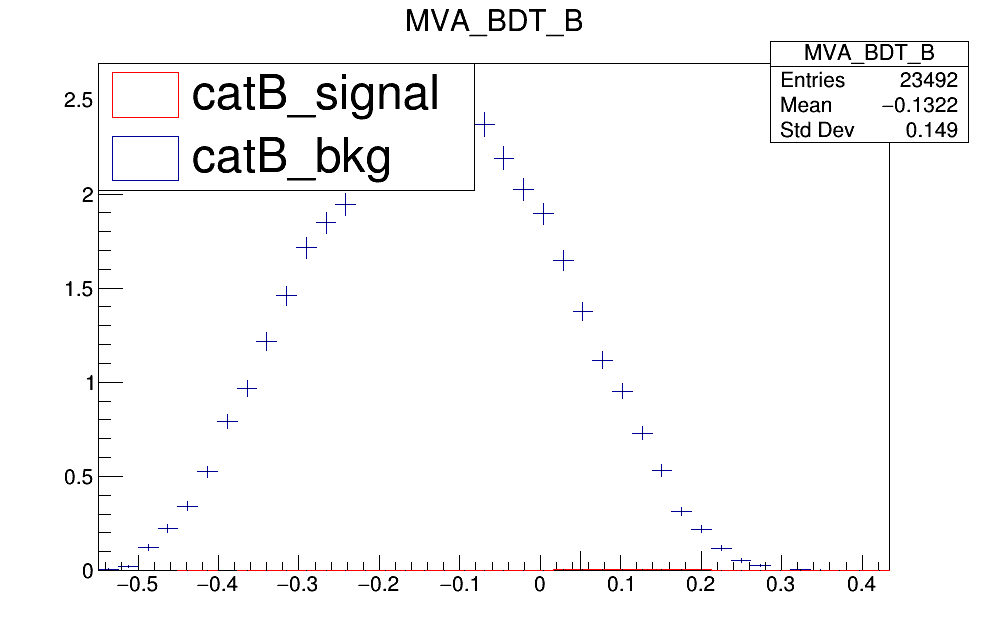 MVA_BDT_B
MVA_BDT_B
Entries 23492
Mean −0.1322
Std Dev 0.149
catB_signal
catB_bkg
2.5
2
1.5
1
0.5
0
−0.5 −0.4 −0.3 −0.2 −0.1 0 0.1 0.2 0.3 0.4